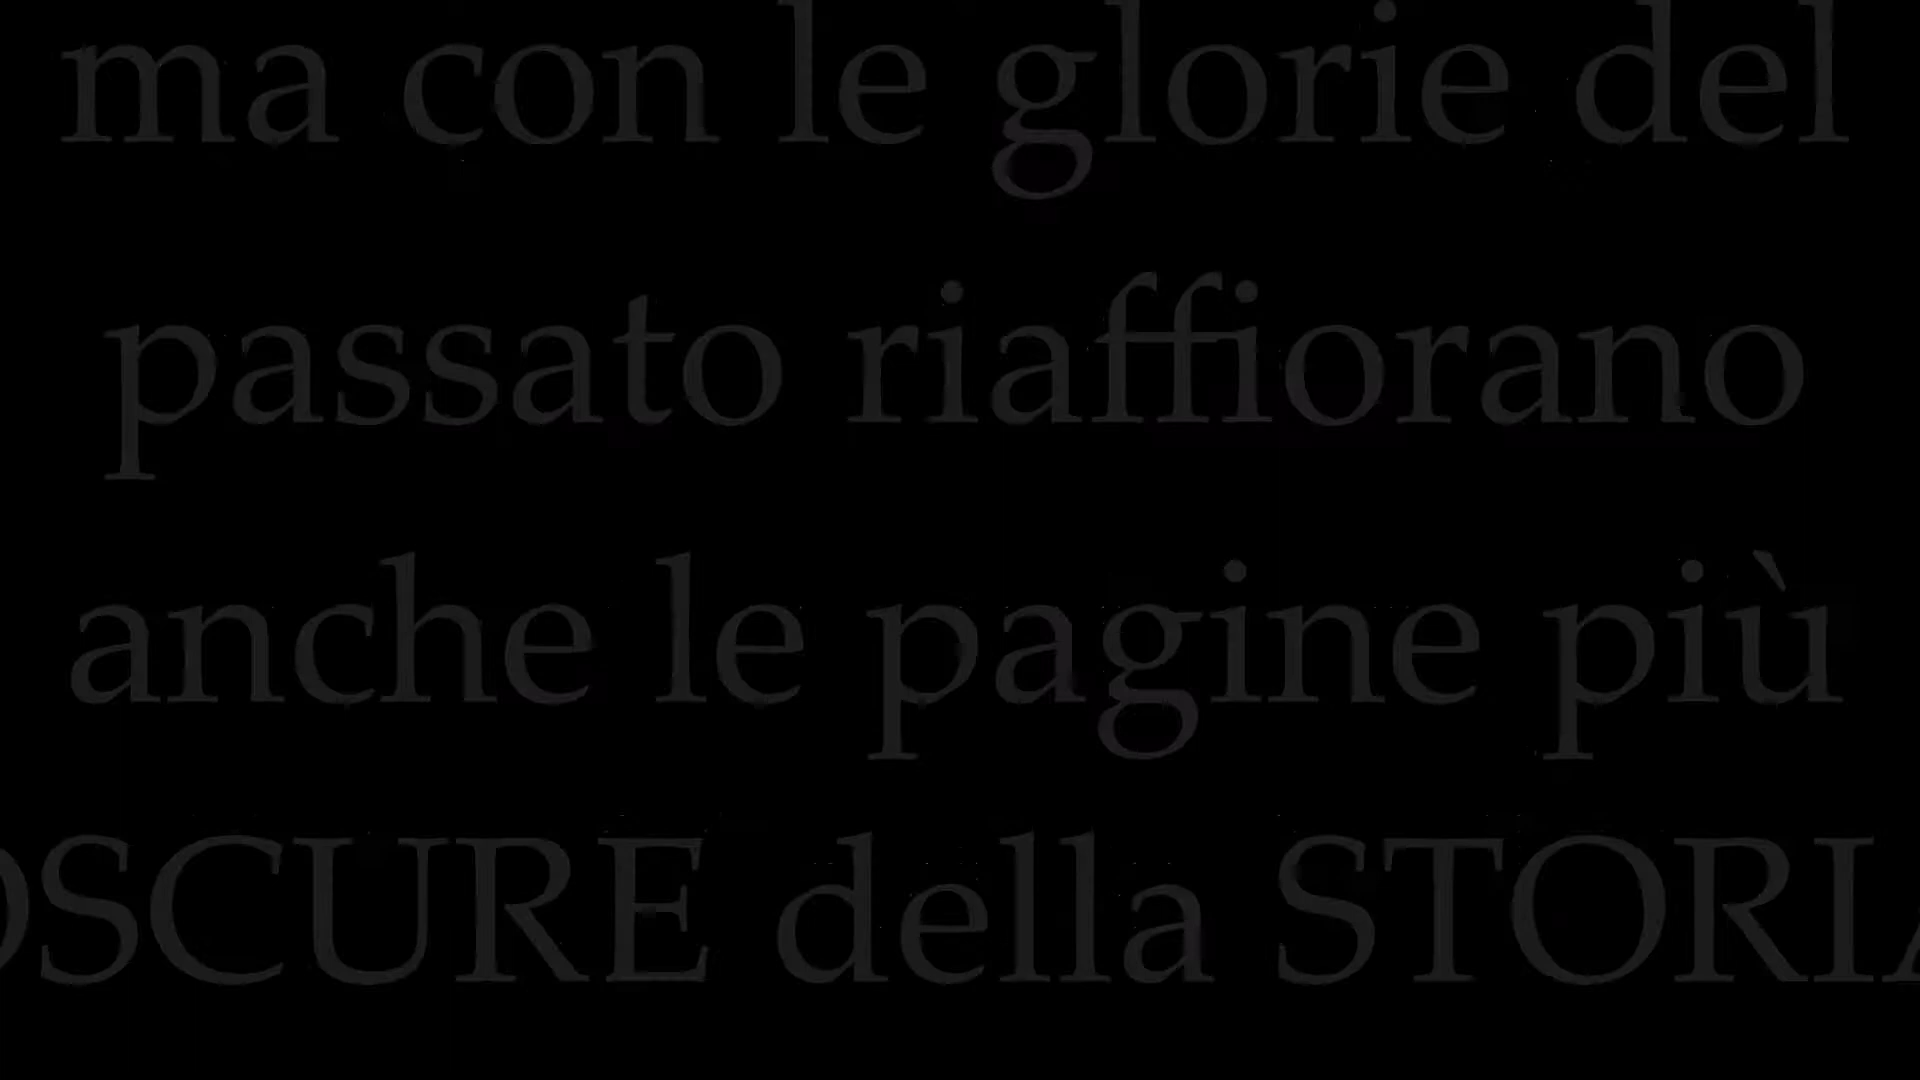 ma con le glorie del
passato riaffiorano
anche le pagine più
OSCURE della STORIA